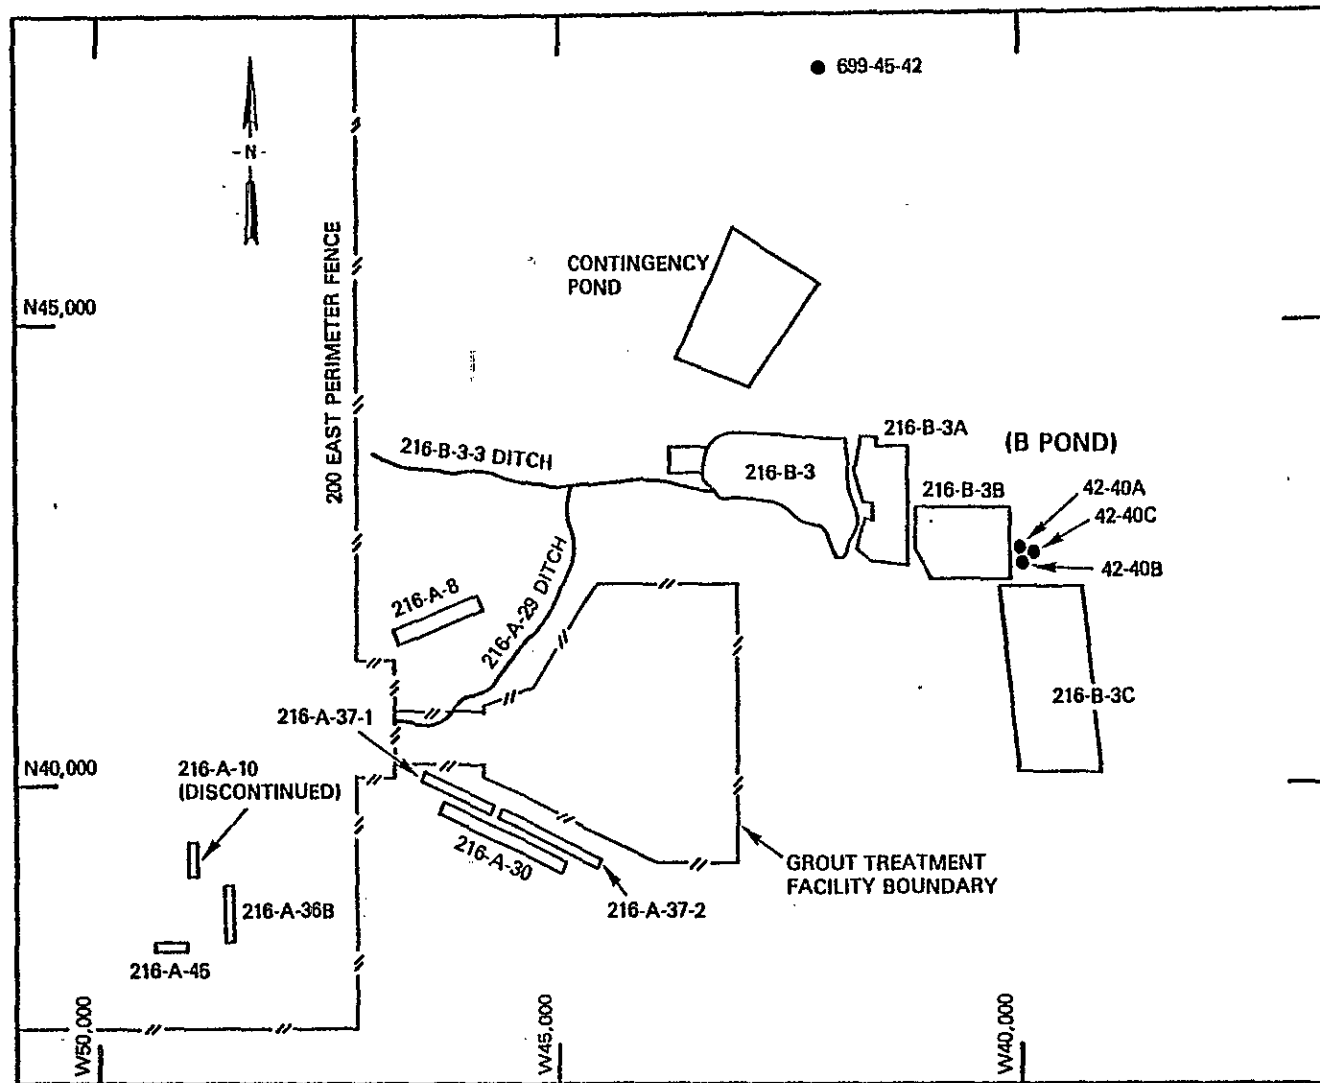 699-45-42
- N -
200 EAST PERIMETER FENCE
CONTINGENCY
POND
N45,000
216-B-3A
(B POND)
216-B-3-3 DITCH
216-B-3
216-B-3B
42-40A
42-40C
42-40B
216-A-8
216-A-29 DITCH
216-B-3C
216-A-37-1
N40,000
216-A-10
(DISCONTINUED)
216-A-30
GROUT TREATMENT
FACILITY BOUNDARY
216-A-36B
216-A-37-2
216-A-45
W50,000
W45,000
W40,000